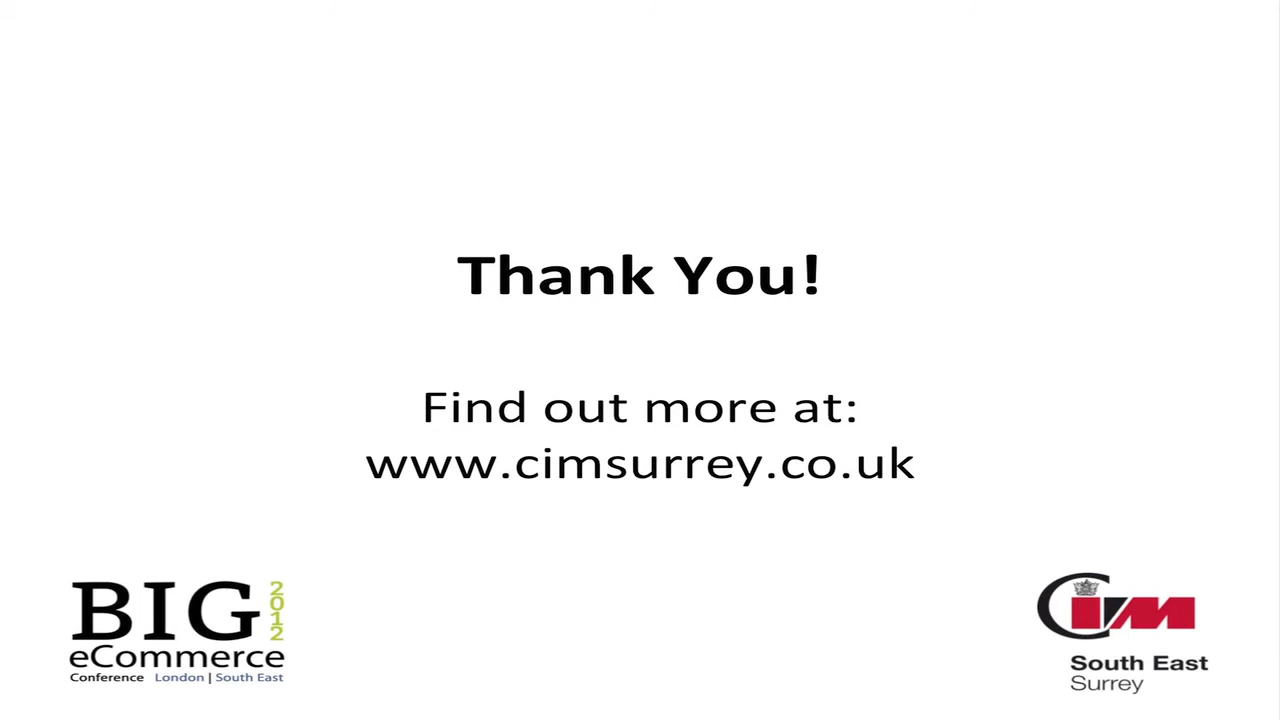 Thank You!
Find out more at:
www.cimsurrey.co.uk
BIG 2012
eCommerce
Conference London | South East
CIM
South East
Surrey